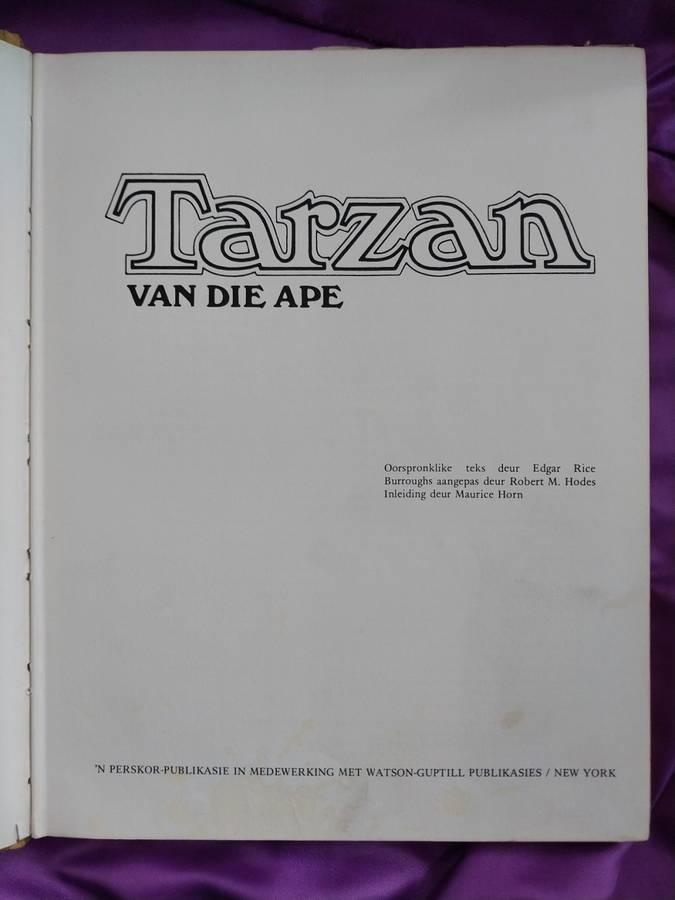 Tarzan
VAN DIE APE
Oorspronklike teks deur Edgar Rice
Burroughs aangepas deur Robert M. Hodes
Inleiding deur Maurice Horn
'N PERSKOR-PUBLIKASIE IN MEDEWERKING MET WATSON-GUPTILL PUBLIKASIES / NEW YORK